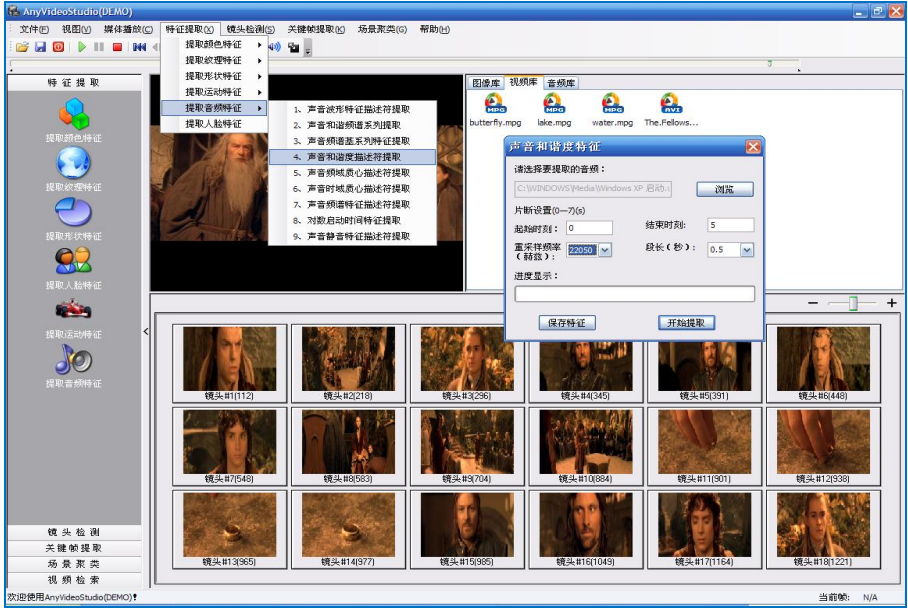 AnyVideoStudio(DEMO)
文件(F) 视图(V) 媒体播放(C) 特征提取(X) 镜头检测(S) 关键帧提取(K) 场景聚类(G) 帮助(H)
提取颜色特征
提取纹理特征
提取形状特征
提取运动特征
提取音频特征
提取人脸特征
1、声音波形特征描述符提取
2、声音和谐频谱系列提取
3、声音频谱基系列特征提取
4、声音和谐度描述符提取
5、声音频域质心描述符提取
6、声音时域质心描述符提取
7、声音频谱特征描述符提取
8、对数启动时间特征提取
9、声音静音特征描述符提取
特 征 提 取
提取颜色特征
提取纹理特征
提取形状特征
提取人脸特征
提取运动特征
提取音频特征
镜 头 检 测
关 键 帧 提 取
场 景 聚 类
视 频 检 索
图像库 视频库 音频库
MPG MPG MPG AVI
butterfly.mpg lake.mpg water.mpg The.Fellows...
声音和谐度特征
请选择要提取的音频：
C:\WINDOWS\Media\Windows XP 启动.
浏览
片断设置(0—7)(s)
起始时刻： 0 结束时刻: 5
重采样频率（赫兹）： 22050 段长（秒）： 0.5
进度显示：
保存特征 开始提取
镜头#1(112) 镜头#2(218) 镜头#3(296) 镜头#4(345) 镜头#5(391) 镜头#6(448)
镜头#7(548) 镜头#8(583) 镜头#9(704) 镜头#10(884) 镜头#11(901) 镜头#12(938)
镜头#13(965) 镜头#14(977) 镜头#15(985) 镜头#16(1049) 镜头#17(1164) 镜头#18(1221)
欢迎使用AnyVideoStudio(DEMO)! 当前帧: N/A